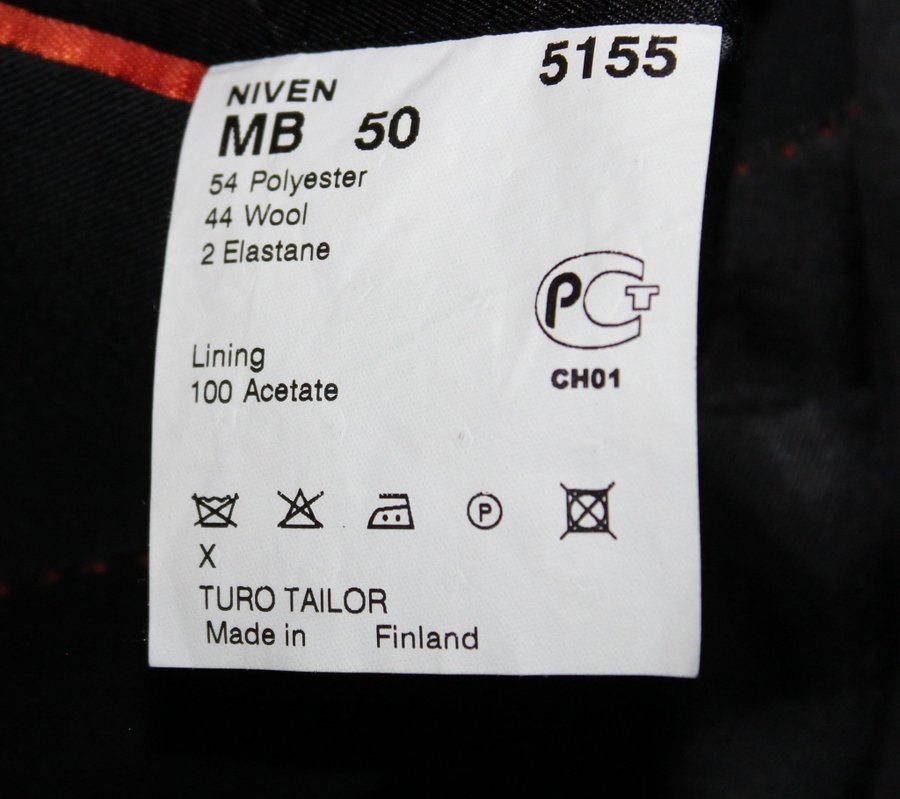 5155
NIVEN
MB 50
54 Polyester
44 Wool
2 Elastane
PCT
CH01
Lining
100 Acetate
P
X
TURO TAILOR
Made in Finland